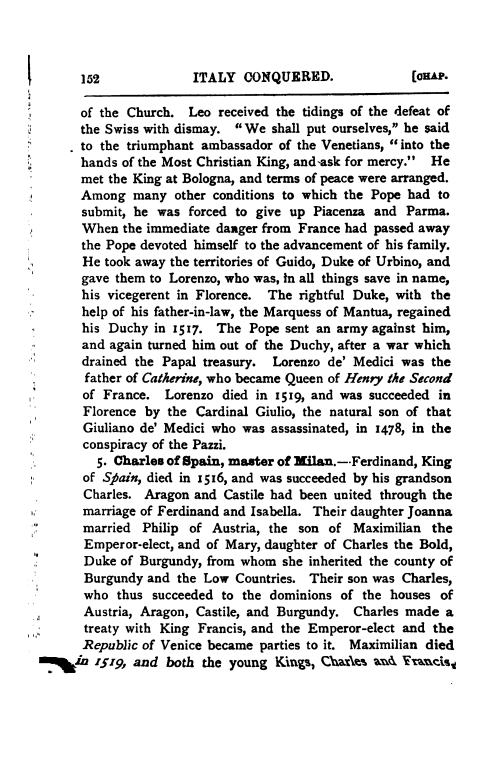 152 ITALY CONQUERED. [CHAP.
of the Church. Leo received the tidings of the defeat of
the Swiss with dismay. "We shall put ourselves," he said
to the triumphant ambassador of the Venetians, "into the
hands of the Most Christian King, and ask for mercy." He
met the King at Bologna, and terms of peace were arranged.
Among many other conditions to which the Pope had to
submit, he was forced to give up Piacenza and Parma.
When the immediate danger from France had passed away
the Pope devoted himself to the advancement of his family.
He took away the territories of Guido, Duke of Urbino, and
gave them to Lorenzo, who was, in all things save in name,
his vicegerent in Florence. The rightful Duke, with the
help of his father-in-law, the Marquess of Mantua, regained
his Duchy in 1517. The Pope sent an army against him,
and again turned him out of the Duchy, after a war which
drained the Papal treasury. Lorenzo de' Medici was the
father of Catherine, who became Queen of Henry the Second
of France. Lorenzo died in 1519, and was succeeded in
Florence by the Cardinal Giulio, the natural son of that
Giuliano de' Medici who was assassinated, in 1478, in the
conspiracy of the Pazzi.
5. Charles of Spain, master of Milan.—Ferdinand, King
of Spain, died in 1516, and was succeeded by his grandson
Charles. Aragon and Castile had been united through the
marriage of Ferdinand and Isabella. Their daughter Joanna
married Philip of Austria, the son of Maximilian the
Emperor-elect, and of Mary, daughter of Charles the Bold,
Duke of Burgundy, from whom she inherited the county of
Burgundy and the Low Countries. Their son was Charles,
who thus succeeded to the dominions of the houses of
Austria, Aragon, Castile, and Burgundy. Charles made a
treaty with King Francis, and the Emperor-elect and the
Republic of Venice became parties to it. Maximilian died
in 1519, and both the young Kings, Charles and Francis,